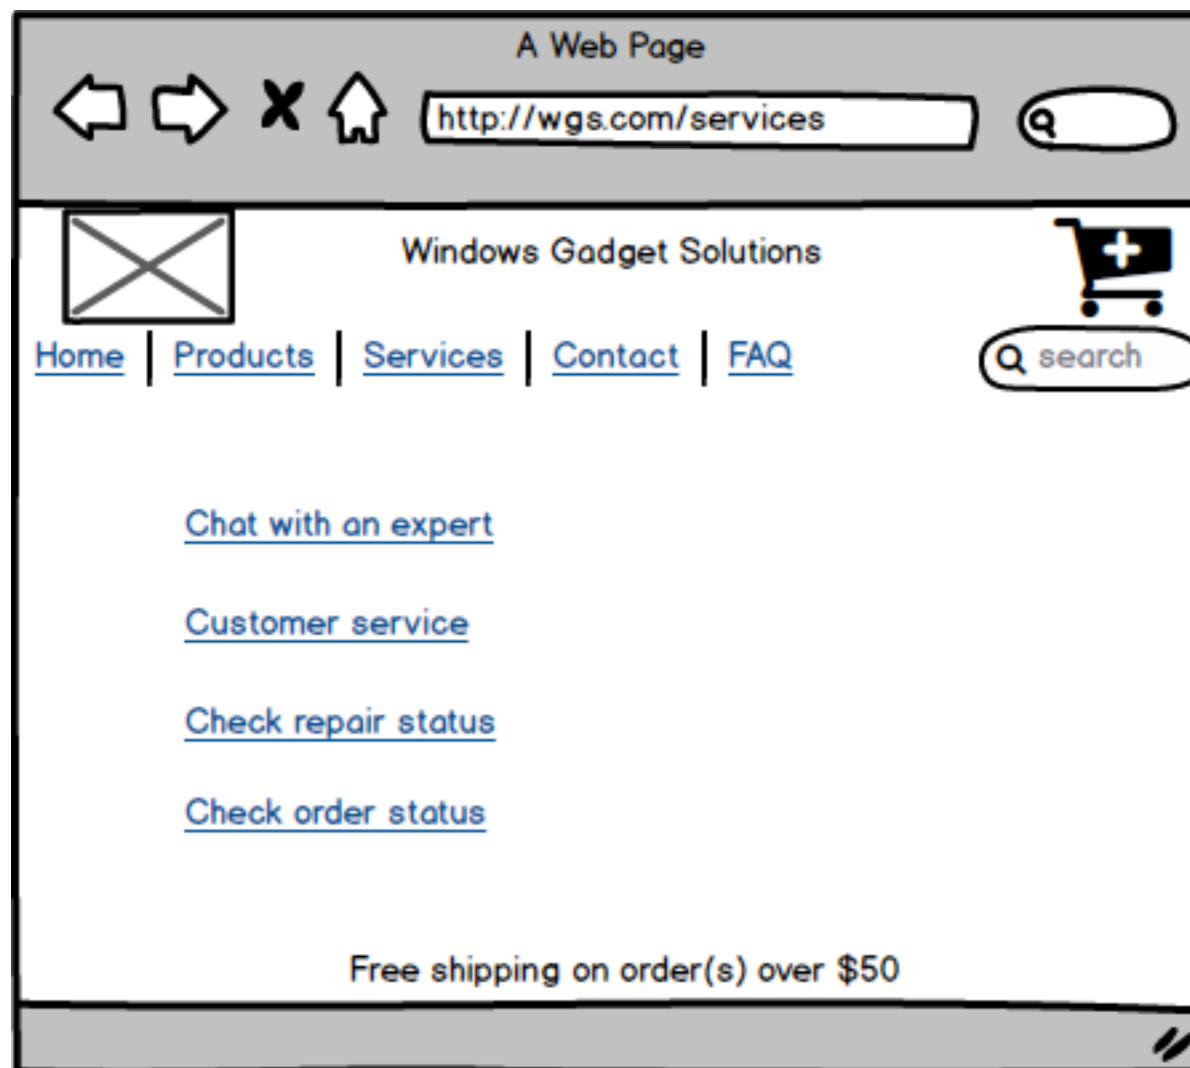 A Web Page
http://wgs.com/services
Windows Gadget Solutions
Home Products Services Contact FAQ search
Chat with an expert
Customer service
Check repair status
Check order status
Free shipping on order(s) over $50